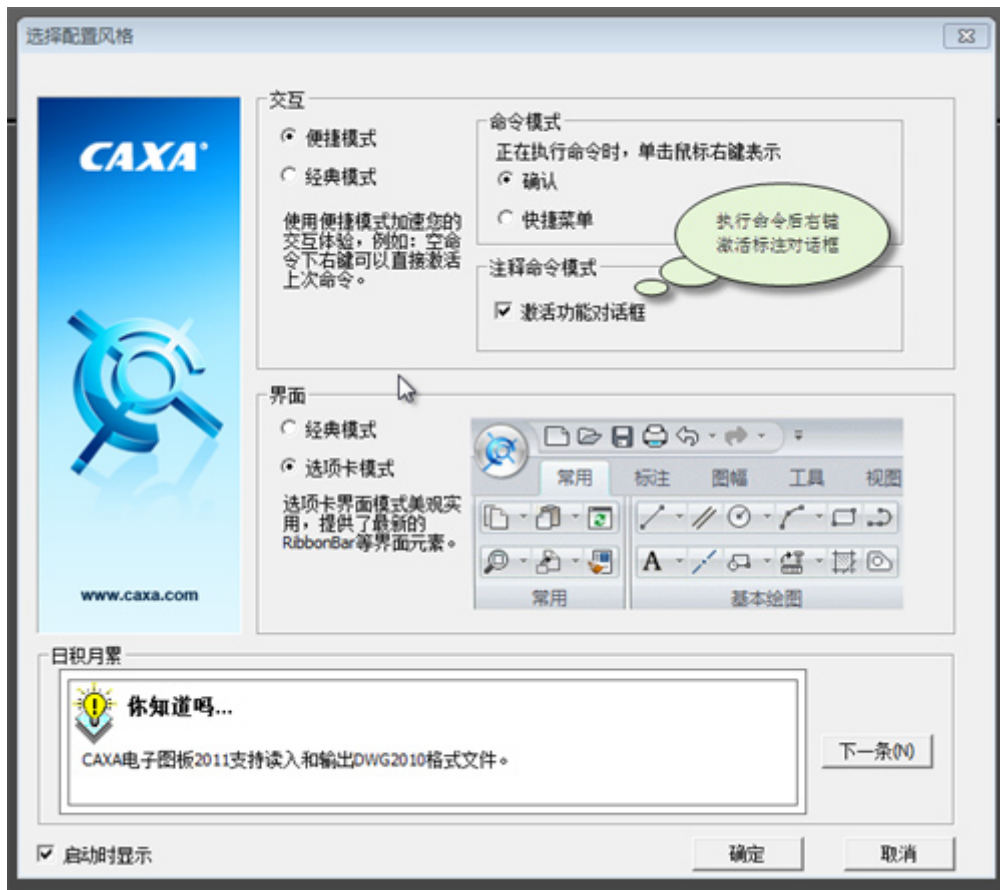 选择配置风格
CAXA
www.caxa.com
交互
便捷模式
经典模式
使用便捷模式加速您的
交互体验，例如：空命
令下右键可以直接激活
上次命令。
命令模式
正在执行命令时，单击鼠标右键表示
确认
快捷菜单
执行命令后右键
激活标注对话框
注释命令模式
激活功能对话框
界面
经典模式
选项卡模式
选项卡界面模式美观实
用，提供了最新的
RibbonBar等界面元素。
常用 标注 图幅 工具 视图
A
常用 基本绘图
日积月累
你知道吗...
CAXA电子图板2011支持读入和输出DWG2010格式文件。
下一条(N)
启动时显示
确定 取消